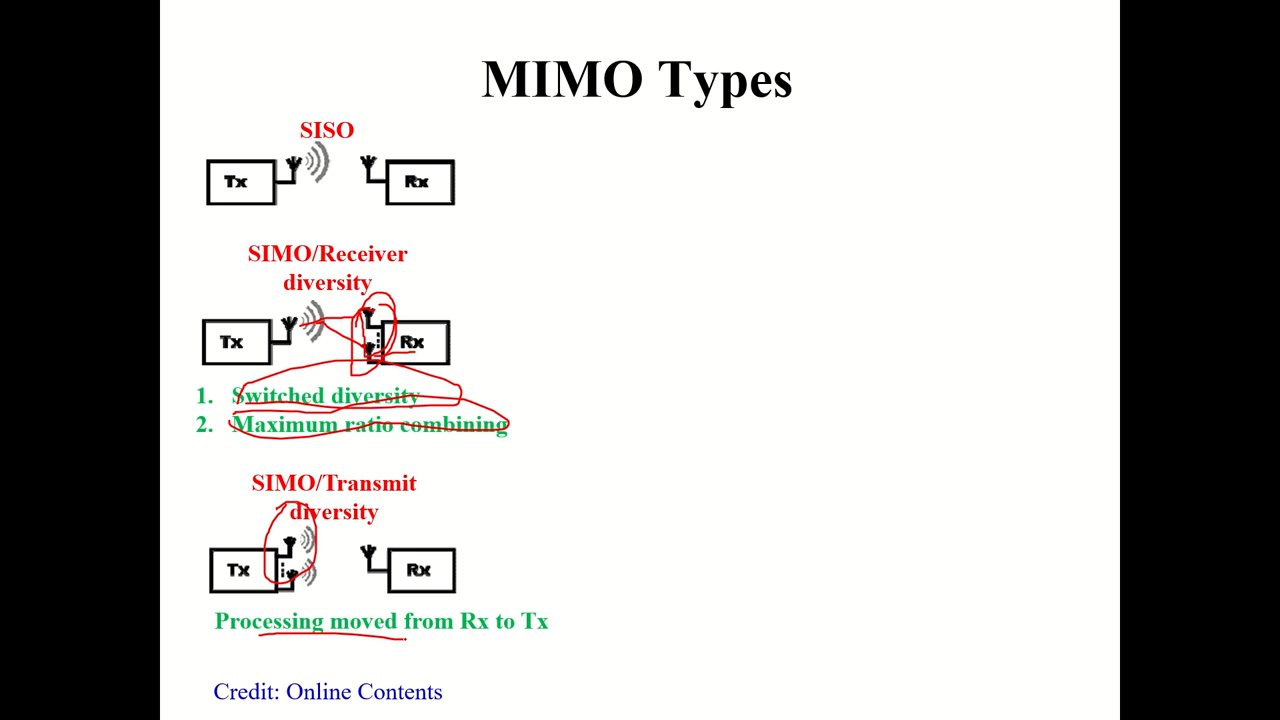 MIMO Types
SISO
Tx
Rx
SIMO/Receiver
diversity
Tx
Rx
1. Switched diversity
2. Maximum ratio combining
SIMO/Transmit
diversity
Tx
Rx
Processing moved from Rx to Tx
Credit: Online Contents